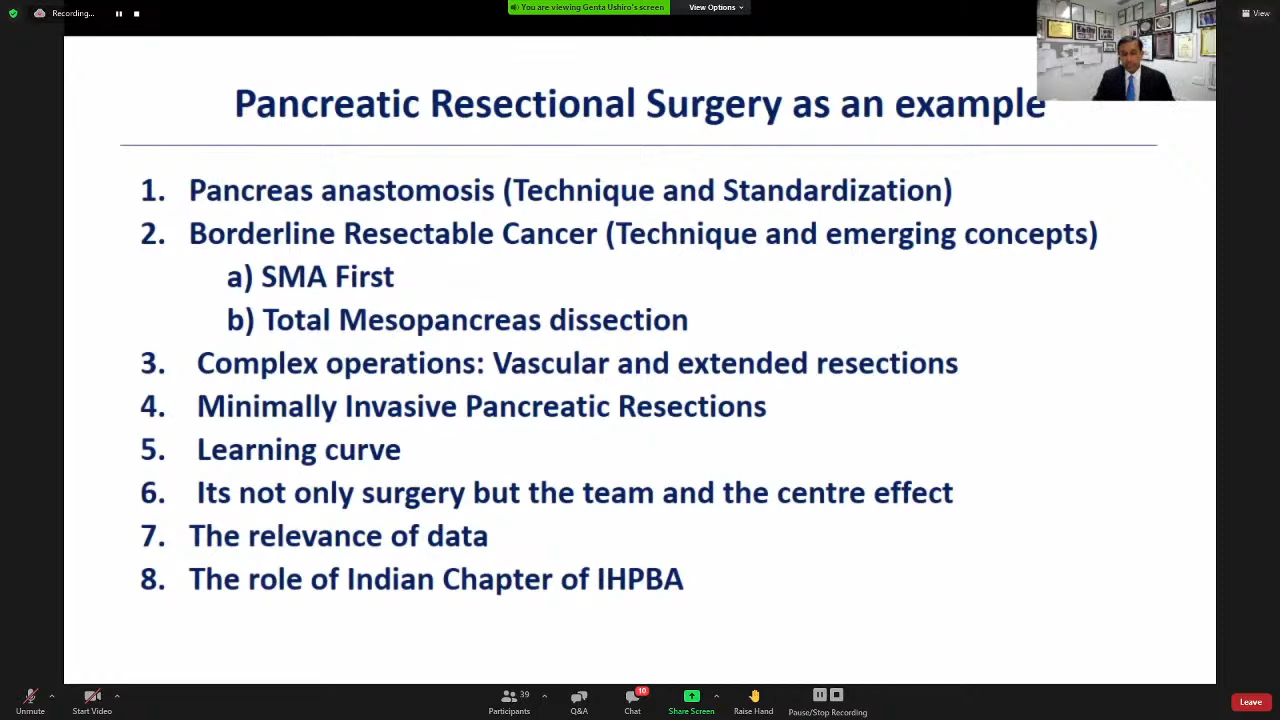 Recording...
You are viewing Genta Ushiro's screen
View Options
View
Pancreatic Resectional Surgery as an example
1. Pancreas anastomosis (Technique and Standardization)
2. Borderline Resectable Cancer (Technique and emerging concepts)
a) SMA First
b) Total Mesopancreas dissection
3. Complex operations: Vascular and extended resections
4. Minimally Invasive Pancreatic Resections
5. Learning curve
6. Its not only surgery but the team and the centre effect
7. The relevance of data
8. The role of Indian Chapter of IHPBA
Unmute
Start Video
39
Participants
Q&A
10
Chat
Share Screen
Raise Hand
Pause/Stop Recording
Leave